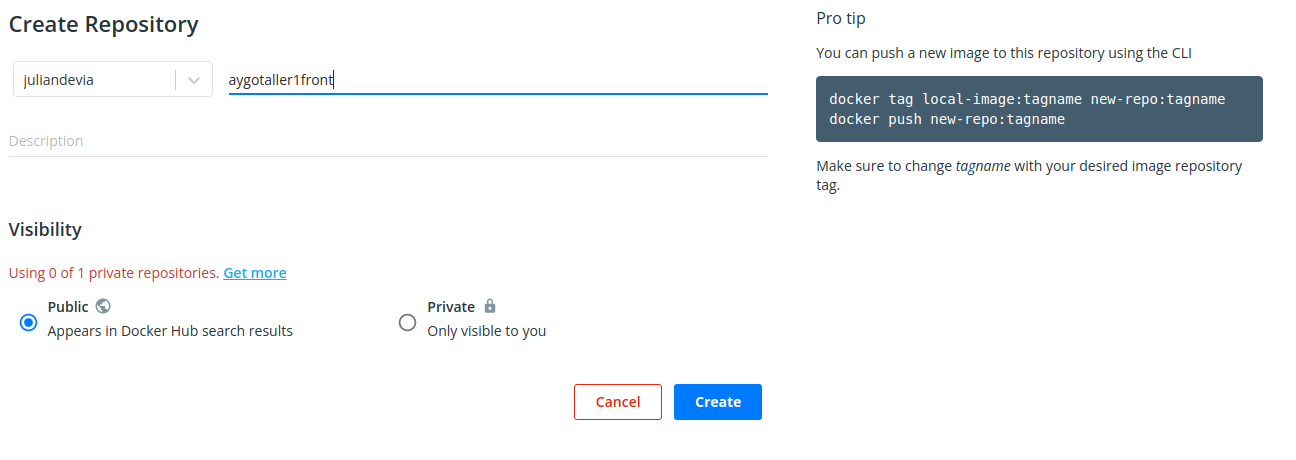 Create Repository
juliandevia
aygotaller1front
Description
Visibility
Using 0 of 1 private repositories. Get more
Public
Appears in Docker Hub search results
Private
Only visible to you
Cancel
Create
Pro tip
You can push a new image to this repository using the CLI
docker tag local-image:tagname new-repo:tagname
docker push new-repo:tagname
Make sure to change tagname with your desired image repository
tag.